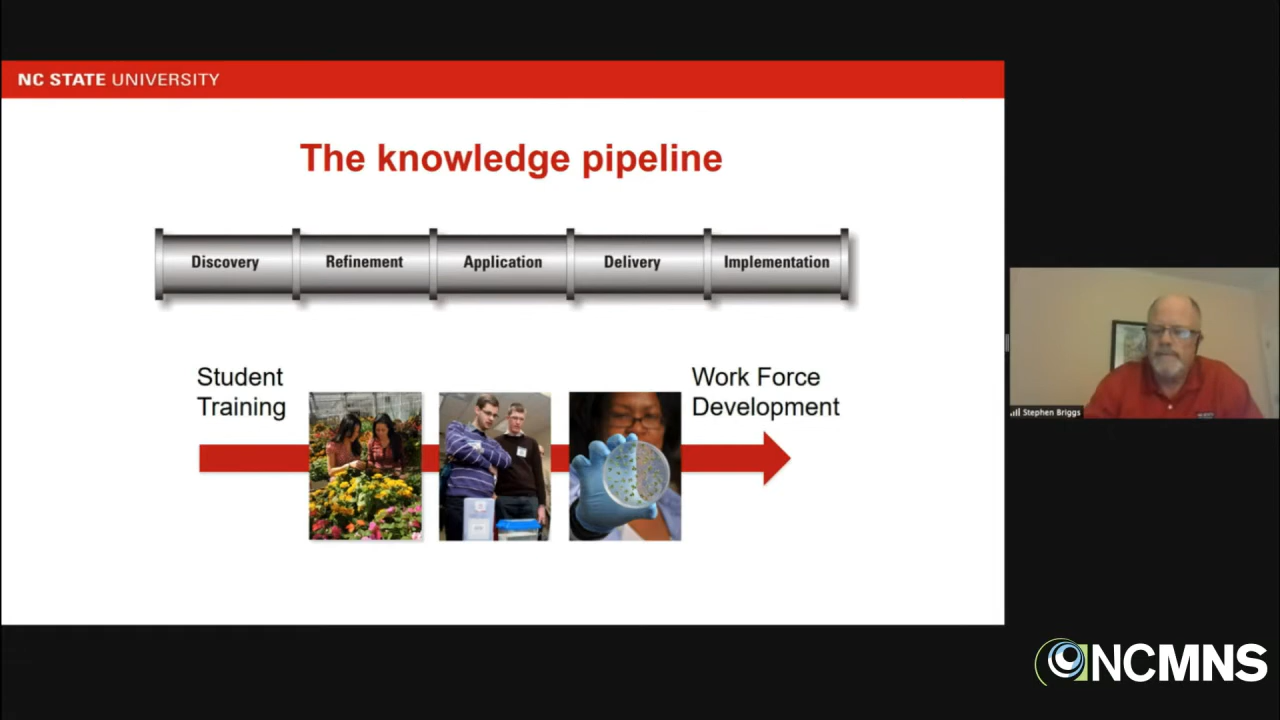 NC STATE UNIVERSITY
The knowledge pipeline
Discovery
Refinement
Application
Delivery
Implementation
Student
Training
Work Force
Development
Stephen Briggs
NCMNS